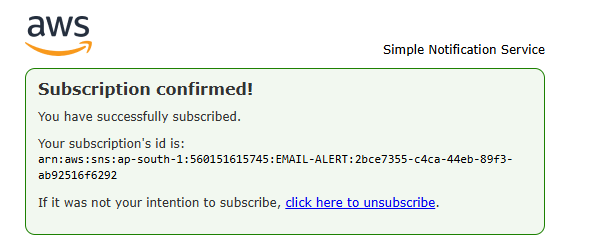 aws
Simple Notification Service
Subscription confirmed!
You have successfully subscribed.
Your subscription's id is:
arn:aws:sns:ap-south-1:560151615745:EMAIL-ALERT:2bce7355-c4ca-44eb-89f3-
ab92516f6292
If it was not your intention to subscribe, click here to unsubscribe.